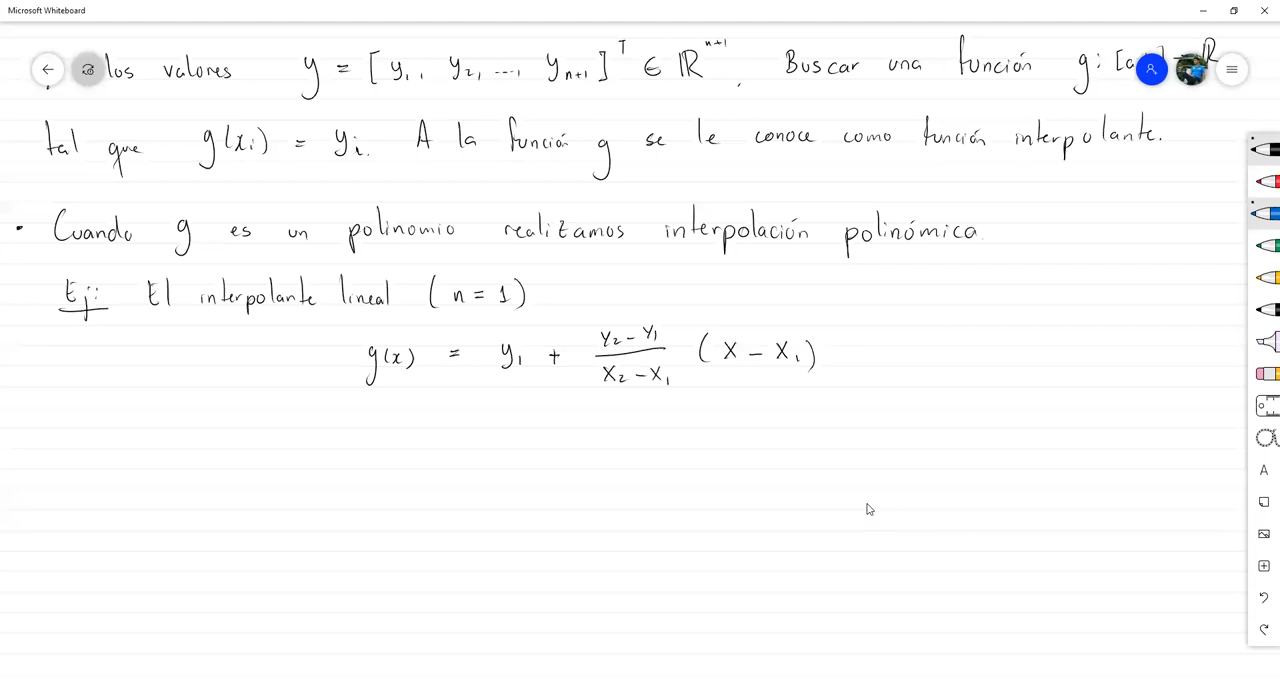 Microsoft Whiteboard
los valores y = [ y₁, y₂, ..., yₙ₊₁ ]ᵀ ∈ ℝⁿ⁺¹, Buscar una función g: [a
tal que g(xᵢ) = yᵢ. A la función g se le conoce como función interpolante.
• Cuando g es un polinomio realizamos interpolación polinómica.
Ej: El interpolante lineal ( n = 1 )
g(x) = y₁ + (y₂ - y₁)/(x₂ - x₁) (x - x₁)